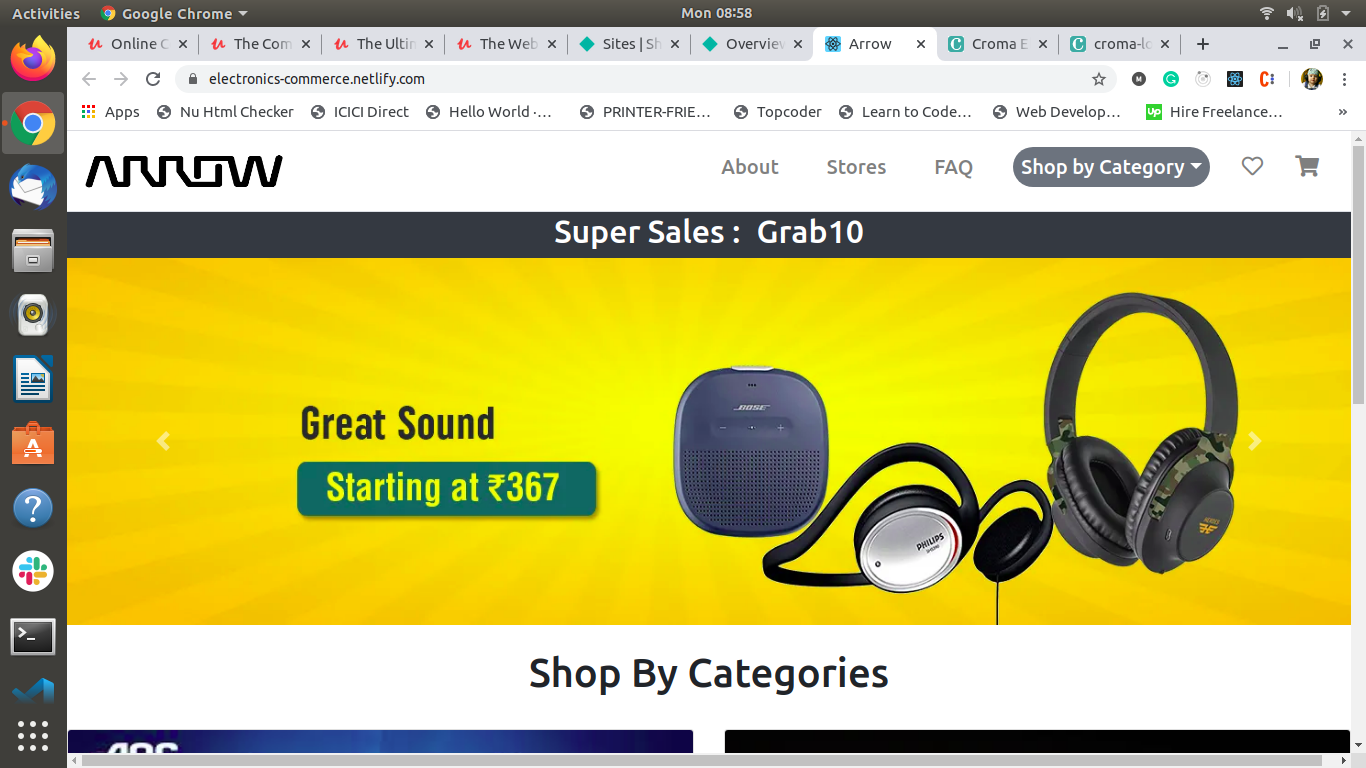 Activities
Google Chrome
Mon 08:58
Online C
The Com
The Ultin
The Web
Sites | Sh
Overview
Arrow
Croma E
croma-lo
electronics-commerce.netlify.com
Apps
Nu Html Checker
ICICI Direct
Hello World ·...
PRINTER-FRIE...
Topcoder
Learn to Code...
Web Develop...
Up
Hire Freelance...
»
ARROW
About
Stores
FAQ
Shop by Category
Super Sales : Grab10
Great Sound
Starting at ₹367
BOSE
PHILIPS
Shop By Categories
AOC